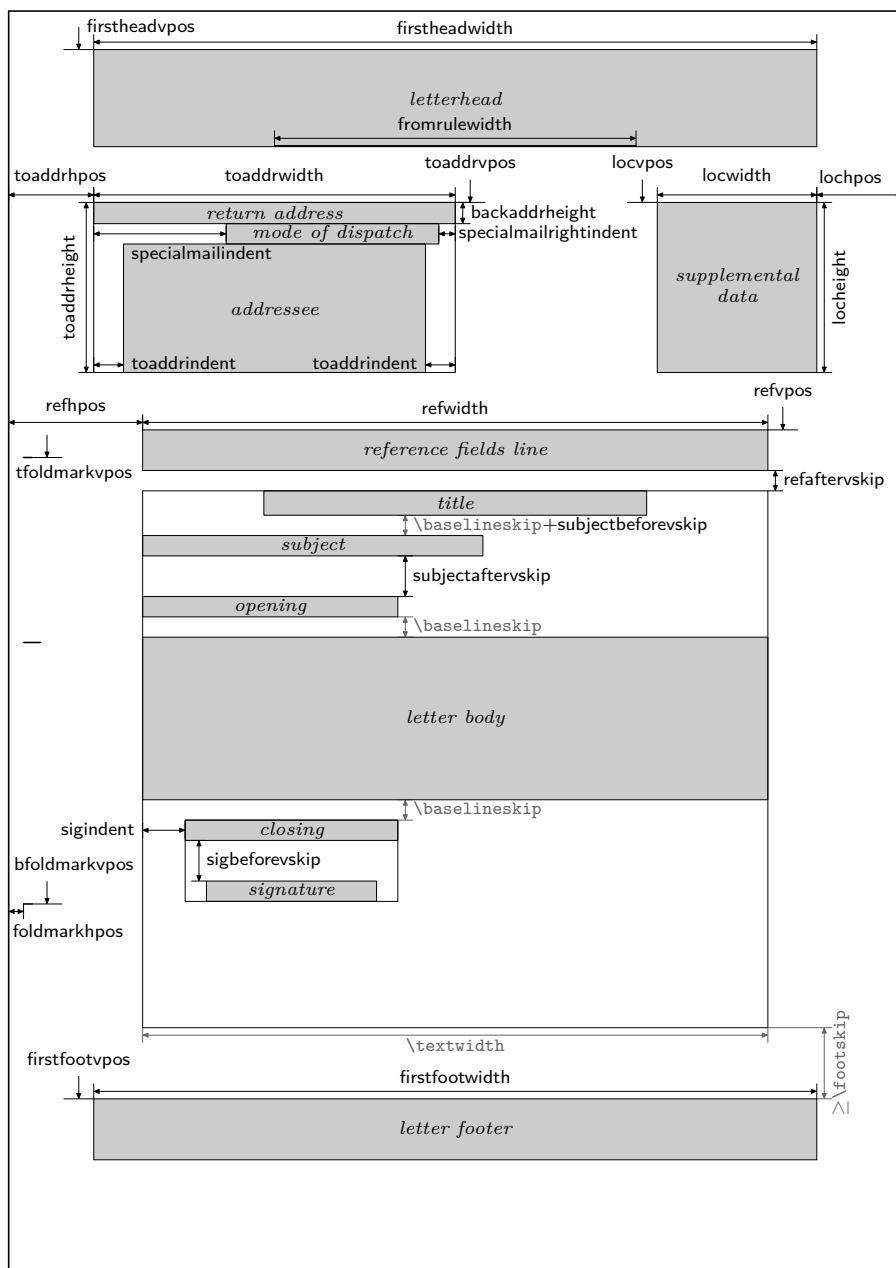 firstheadvpos firstheadwidth
letterhead
fromrulewidth
toaddrvpos locvpos
toaddrhpos toaddrwidth locwidth lochpos
return address backaddrheight
mode of dispatch specialmailrightindent
specialmailindent
toaddrheight
addressee
supplemental
data
locheight
toaddrindent toaddrindent
refvpos
refhpos refwidth
reference fields line
tfoldmarkvpos
refaftervskip
title
\baselineskip+subjectbeforevskip
subject
subjectaftervskip
opening
\baselineskip
letter body
\baselineskip
sigindent closing
sigbeforevskip
bfoldmarkvpos
signature
foldmarkhpos
\textwidth
≥\footskip
firstfootvpos firstfootwidth
letter footer